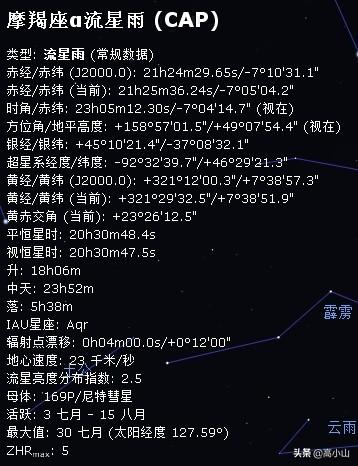 摩羯座α流星雨 (CAP)
类型: 流星雨 (常规数据)
赤经/赤纬 (J2000.0): 21h24m29.65s/-7°10'31.1"
赤经/赤纬 (当前): 21h25m36.24s/-7°05'04.2"
时角/赤纬: 23h05m12.30s/-7°04'14.7" (视在)
方位角/地平高度: +158°57'01.5"/+49°07'54.4" (视在)
银经/银纬: +45°10'21.4"/-37°08'32.1"
超星系经度/纬度: -92°32'39.7"/+46°29'21.3"
黄经/黄纬 (J2000.0): +321°12'00.3"/+7°38'57.3"
黄经/黄纬 (当前): +321°29'32.5"/+7°38'51.9"
黄赤交角 (当前): +23°26'12.5"
平恒星时: 20h30m48.4s
视恒星时: 20h30m47.5s
升: 18h06m
中天: 23h52m
落: 5h38m
IAU星座: Aqr
辐射点漂移: 0h04m00.0s/+0°12'00"
霹雳
地心速度: 23 千米/秒
流星亮度分布指数: 2.5
母体: 169P/尼特彗星
活跃: 3 七月 - 15 八月
云雨
最大值: 30 七月 (太阳经度 127.59°)
ZHRmax: 5
头条 @高小山